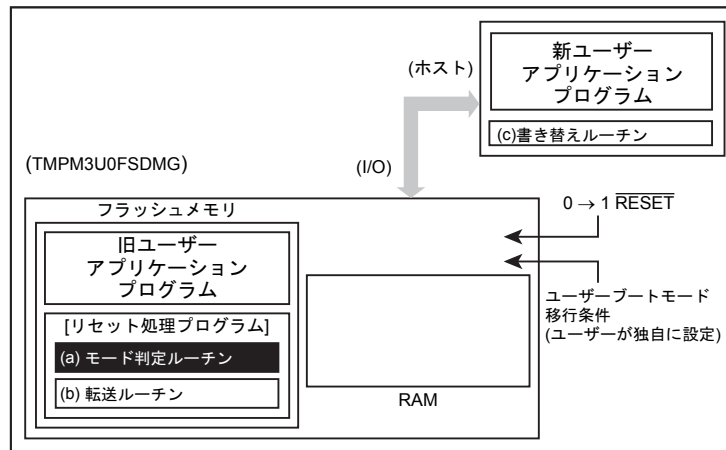 (ホスト)
新ユーザー
アプリケーション
プログラム
(c)書き替えルーチン
(I/O)
(TMPM3U0FSDMG)
フラッシュメモリ
旧ユーザー
アプリケーション
プログラム
[リセット処理プログラム]
(a) モード判定ルーチン
(b) 転送ルーチン
RAM
0 → 1 RESET
ユーザーブートモード
移行条件
(ユーザーが独自に設定)